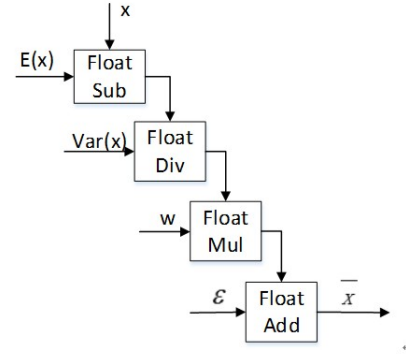 x
E(x)
Float
Sub
Var(x)
Float
Div
w
Float
Mul
ε
Float
Add
x̄